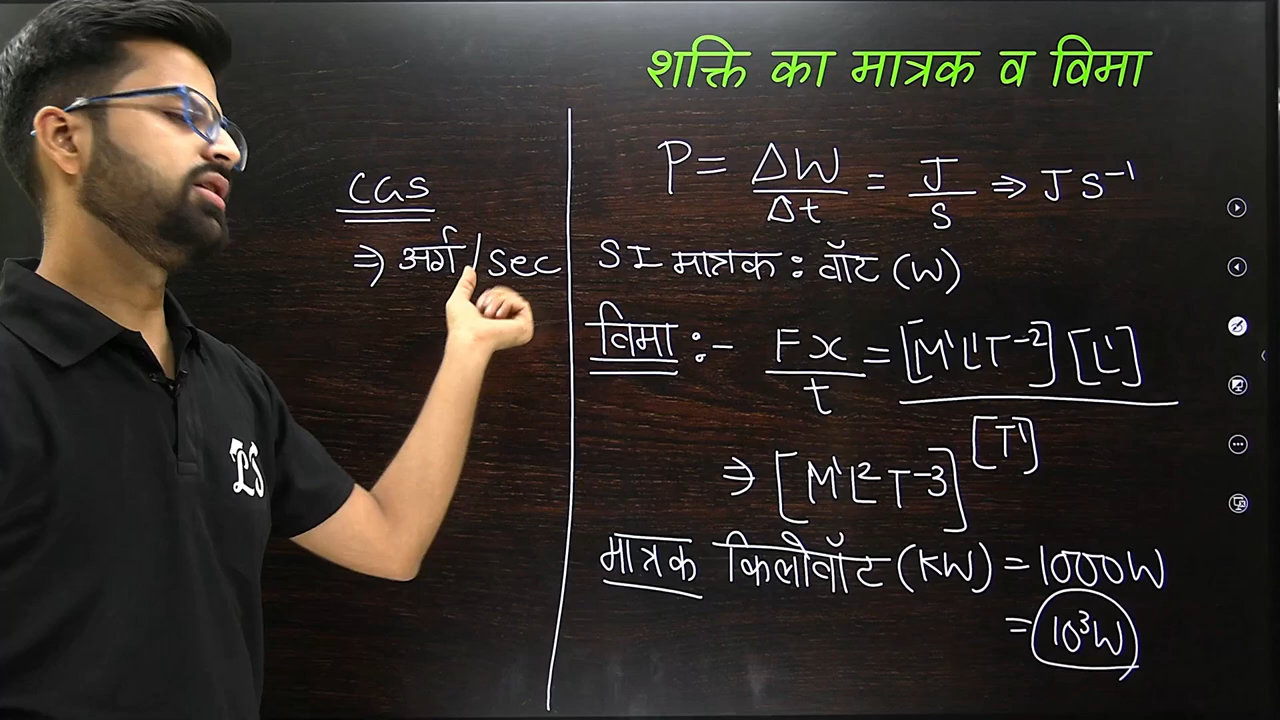 शक्ति का मात्रक व विमा
CGS
⇒ अर्ग/sec
P = ΔW/Δt = J/S ⇒ J S⁻¹
SI मात्रक : वॉट (W)
विमा :- Fx/t = [M¹L¹T⁻²] [L¹] / [T¹]
⇒ [M¹L²T⁻³]
मात्रक किलोवॉट (KW) = 1000W
= 10³W
LS